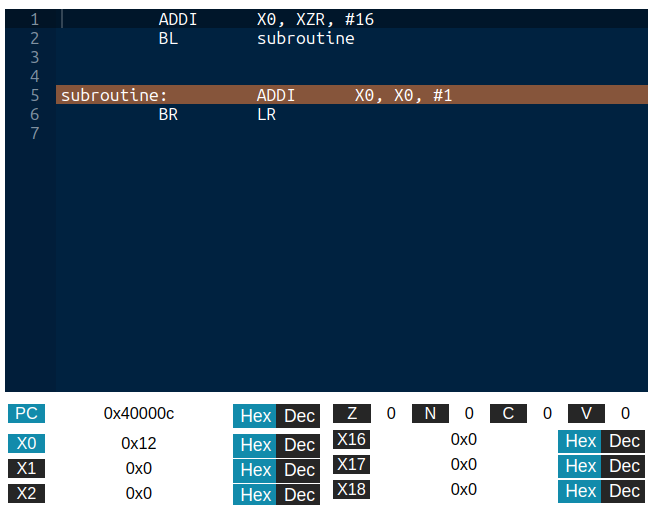 1 ADDI X0, XZR, #16
2 BL subroutine
3
4
5 subroutine: ADDI X0, X0, #1
6 BR LR
7
PC 0x40000c Hex Dec Z 0 N 0 C 0 V 0
X0 0x12 Hex Dec X16 0x0 Hex Dec
X1 0x0 Hex Dec X17 0x0 Hex Dec
X2 0x0 Hex Dec X18 0x0 Hex Dec